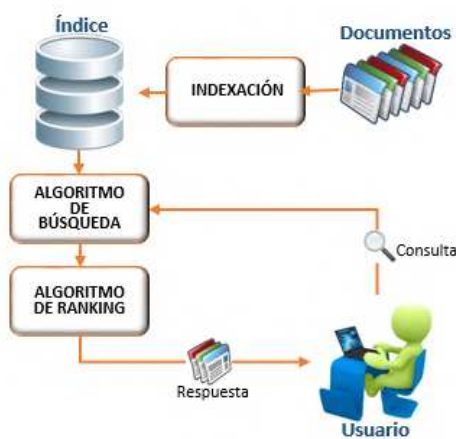 Índice
Documentos
INDEXACIÓN
ALGORITMO
DE
BÚSQUEDA
Consulta
ALGORITMO
DE RANKING
Respuesta
Usuario